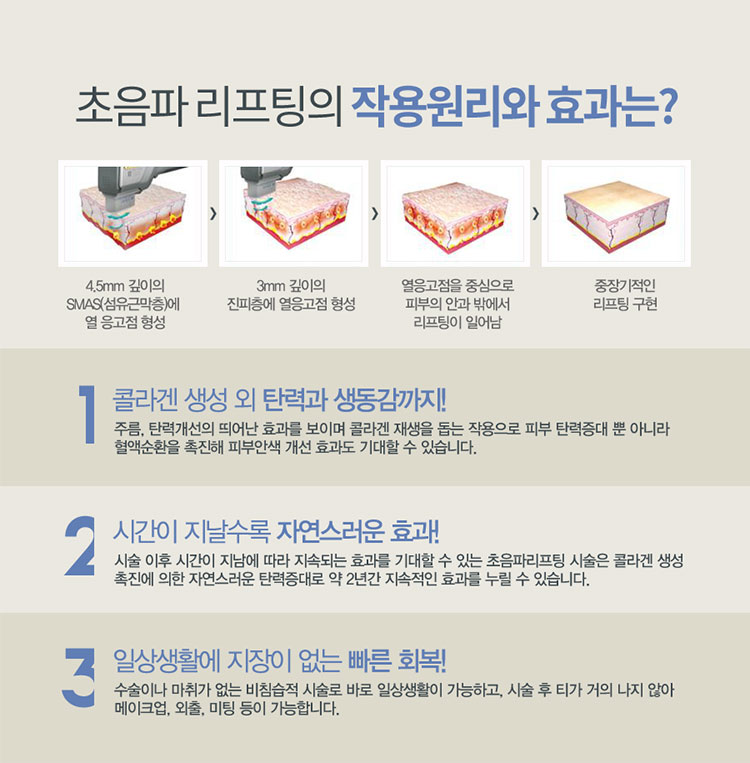 초음파 리프팅의 작용원리와 효과는?
4.5mm 깊이의
SMAS(섬유근막층)에
열 응고점 형성
3mm 깊이의
진피층에 열응고점 형성
열응고점을 중심으로
피부의 안과 밖에서
리프팅이 일어남
중장기적인
리프팅 구현
1 콜라겐 생성 외 탄력과 생동감까지!
주름, 탄력개선의 띄어난 효과를 보이며 콜라겐 재생을 돕는 작용으로 피부 탄력증대 뿐 아니라
혈액순환을 촉진해 피부안색 개선 효과도 기대할 수 있습니다.
2 시간이 지날수록 자연스러운 효과!
시술 이후 시간이 지남에 따라 지속되는 효과를 기대할 수 있는 초음파리프팅 시술은 콜라겐 생성
촉진에 의한 자연스러운 탄력증대로 약 2년간 지속적인 효과를 누릴 수 있습니다.
3 일상생활에 지장이 없는 빠른 회복!
수술이나 마취가 없는 비침습적 시술로 바로 일상생활이 가능하고, 시술 후 티가 거의 나지 않아
메이크업, 외출, 미팅 등이 가능합니다.